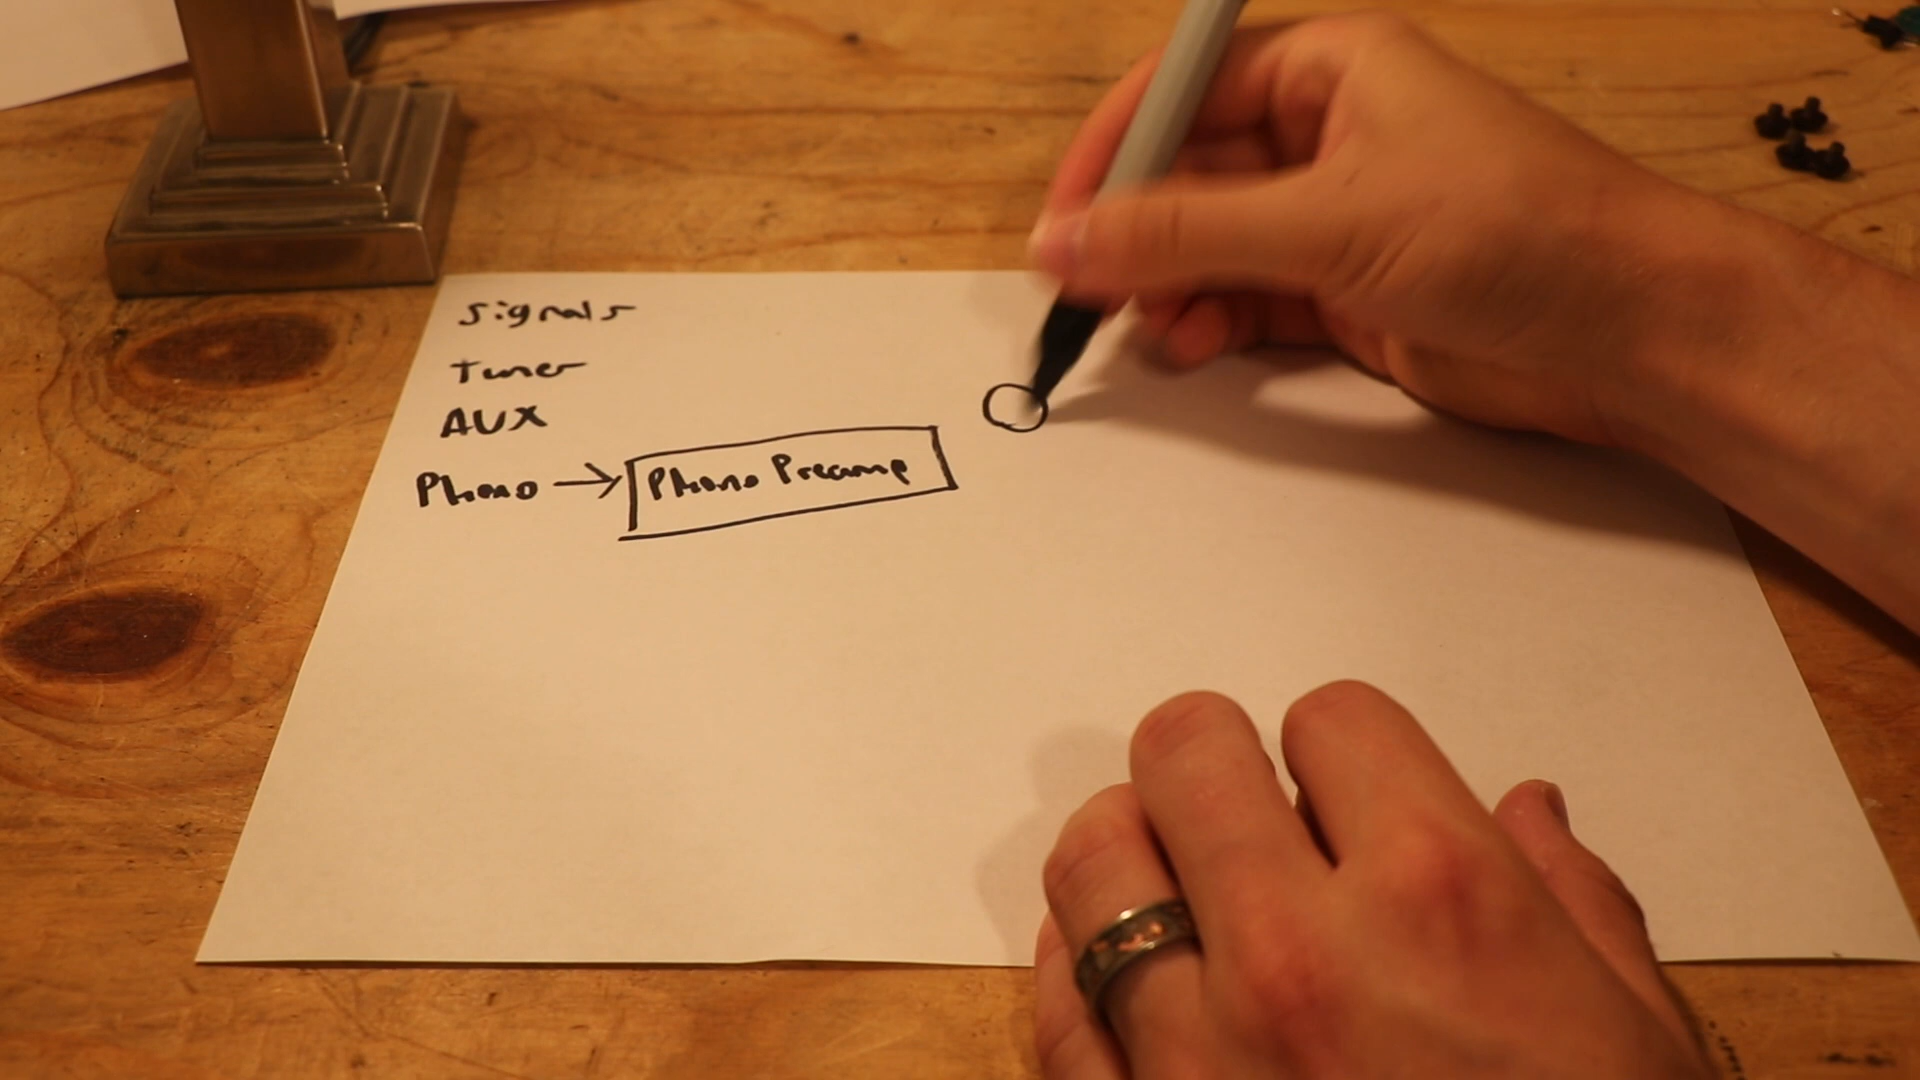 Signals
Tuner
AUX
Phono → Phono Preamp